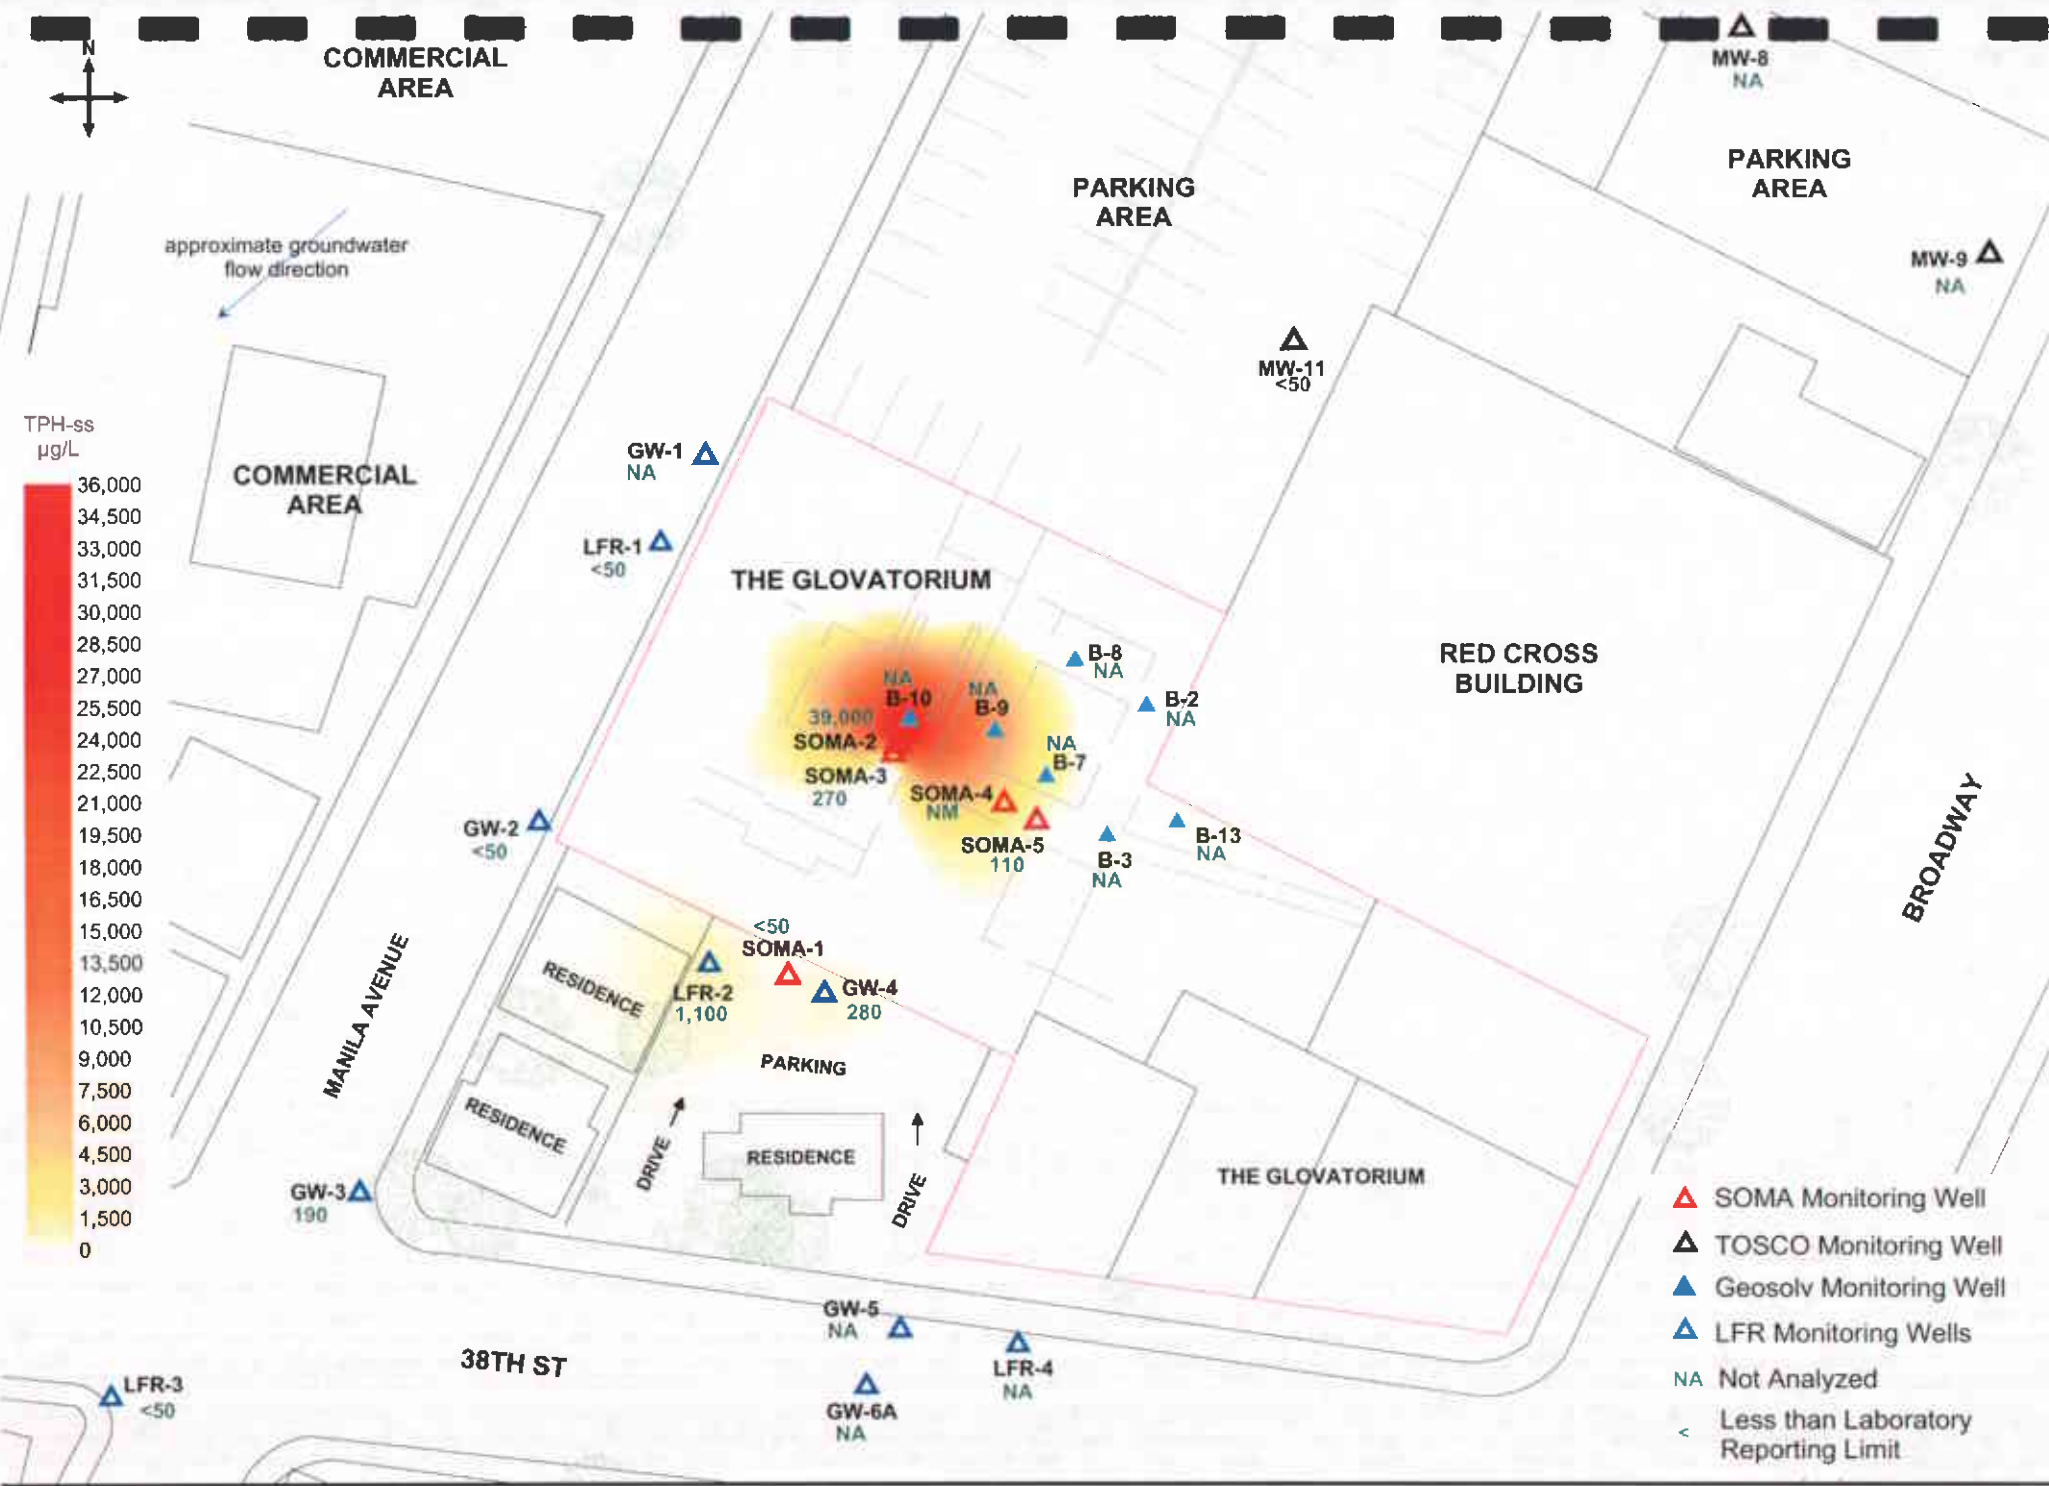 N
COMMERCIAL
AREA
MW-8
NA
PARKING
AREA
PARKING
AREA
approximate groundwater
flow direction
MW-9
NA
MW-11
<50
TPH-ss
µg/L
36,000
34,500
33,000
31,500
30,000
28,500
27,000
25,500
24,000
22,500
21,000
19,500
18,000
16,500
15,000
13,500
12,000
10,500
9,000
7,500
6,000
4,500
3,000
1,500
0
COMMERCIAL
AREA
GW-1
NA
LFR-1
<50
THE GLOVATORIUM
RED CROSS
BUILDING
B-8
NA
NA
B-10
NA
B-9
B-2
NA
39,000
SOMA-2
NA
B-7
SOMA-3
270
SOMA-4
NM
SOMA-5
110
B-3
NA
B-13
NA
GW-2
<50
BROADWAY
MANILA AVENUE
<50
SOMA-1
RESIDENCE
LFR-2
1,100
GW-4
280
PARKING
RESIDENCE
DRIVE
RESIDENCE
DRIVE
THE GLOVATORIUM
GW-3
190
GW-5
NA
LFR-4
NA
GW-6A
NA
38TH ST
LFR-3
<50
SOMA Monitoring Well
TOSCO Monitoring Well
Geosolv Monitoring Well
LFR Monitoring Wells
NA Not Analyzed
< Less than Laboratory
Reporting Limit